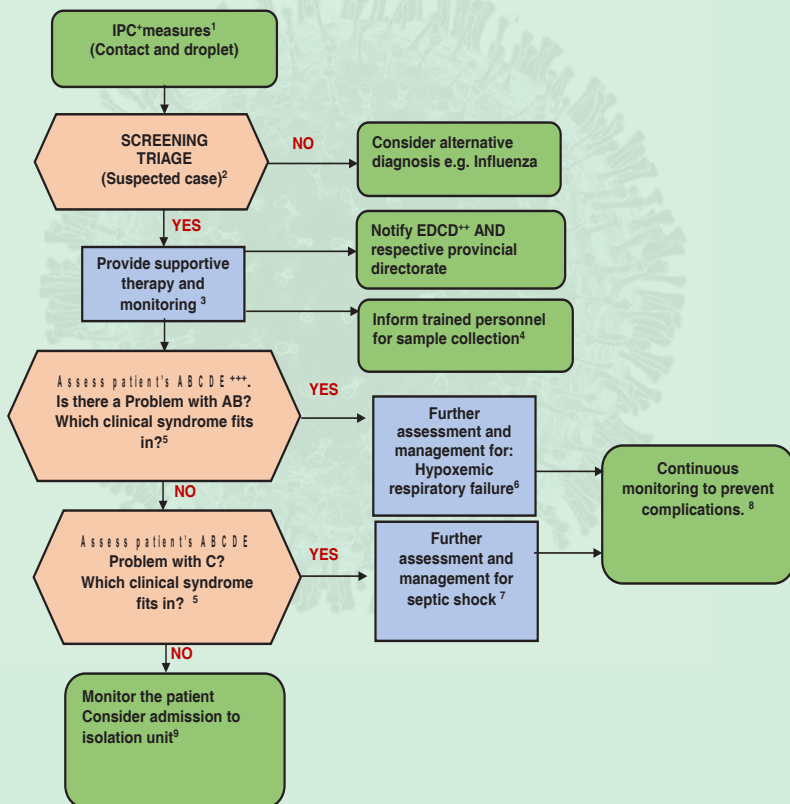 IPC⁺measures¹
(Contact and droplet)
SCREENING
TRIAGE
(Suspected case)²
NO
Consider alternative
diagnosis e.g. Influenza
YES
Notify EDCD⁺⁺ AND
respective provincial
directorate
Provide supportive
therapy and
monitoring ³
Inform trained personnel
for sample collection⁴
Assess patient's ABCDE⁺⁺⁺.
Is there a Problem with AB?
Which clinical syndrome fits
in?⁵
YES
Further
assessment and
management for:
Hypoxemic
respiratory failure⁶
Continuous
monitoring to prevent
complications. ⁸
NO
Assess patient's ABCDE
Problem with C?
Which clinical syndrome
fits in? ⁵
YES
Further
assessment and
management for
septic shock ⁷
NO
Monitor the patient
Consider admission to
isolation unit⁹